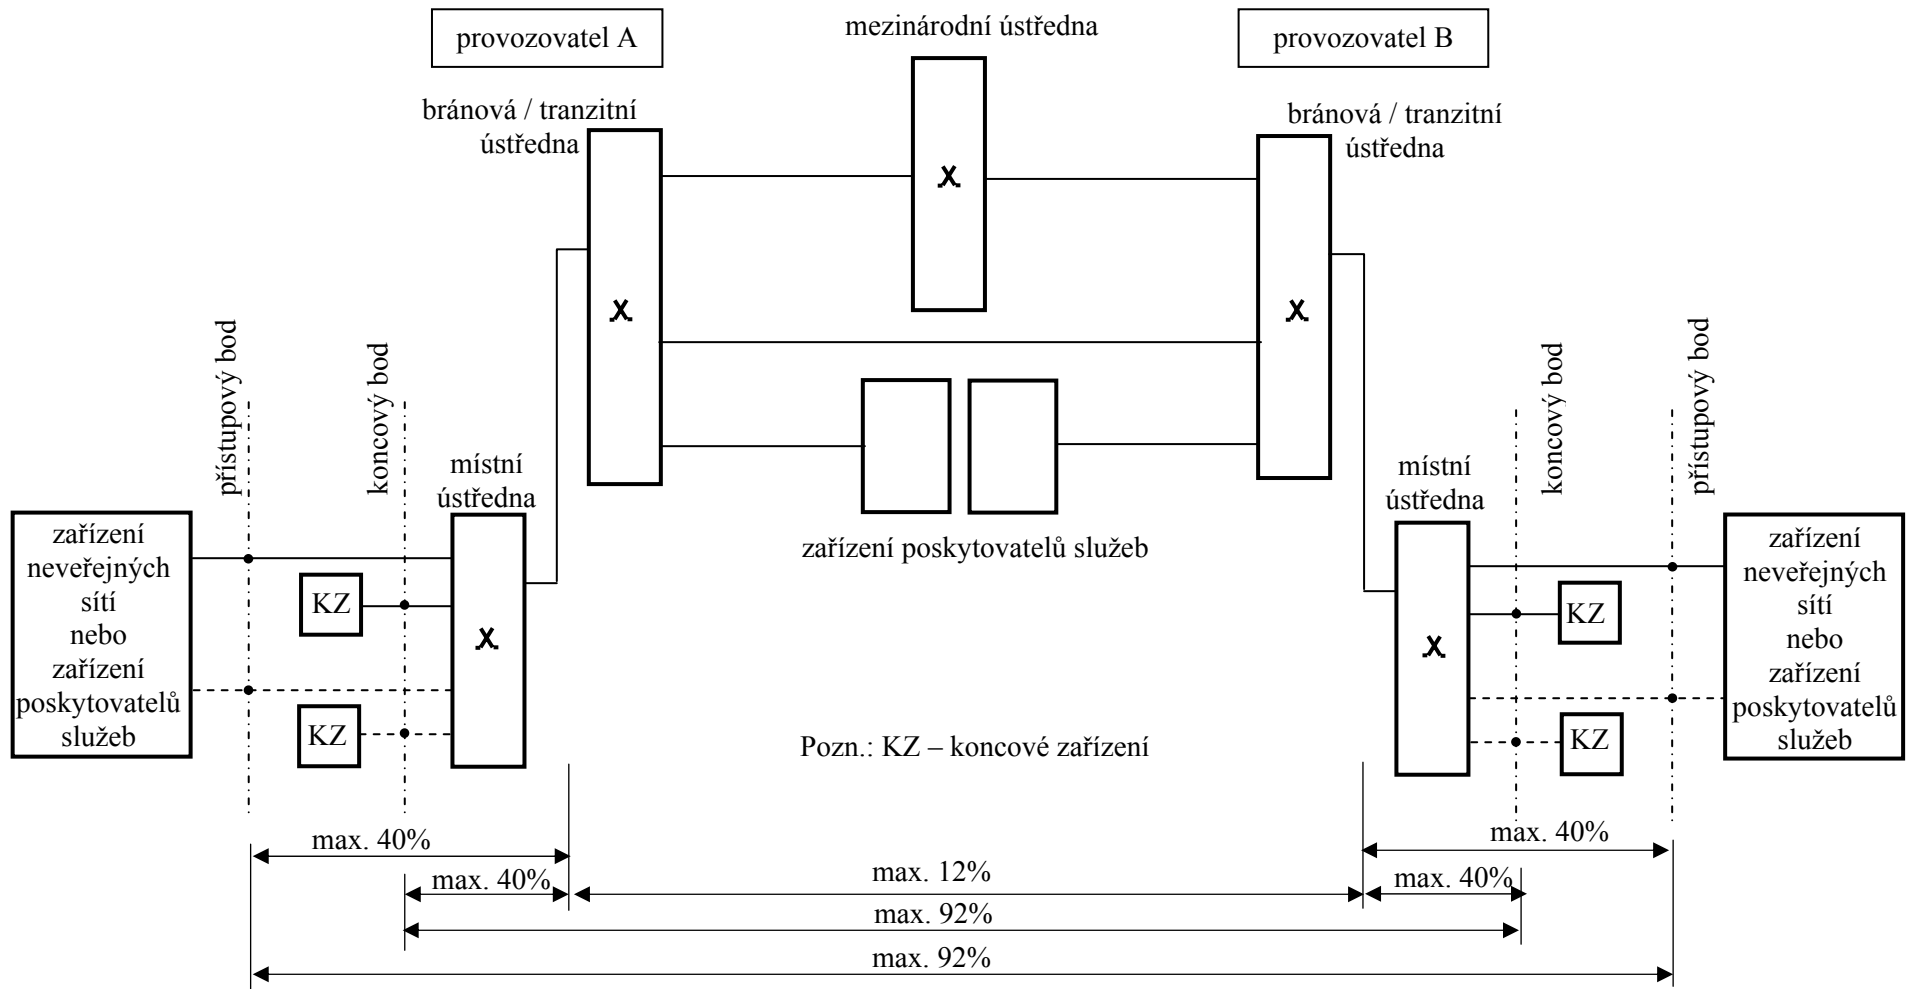 provozovatel A
mezinárodní ústředna
provozovatel B
bránová / tranzitní
ústředna
bránová / tranzitní
ústředna
přístupový bod
koncový bod
koncový bod
přístupový bod
místní
ústředna
místní
ústředna
zařízení poskytovatelů služeb
zařízení
neveřejných
sítí
nebo
zařízení
poskytovatelů
služeb
KZ
KZ
KZ
KZ
zařízení
neveřejných
sítí
nebo
zařízení
poskytovatelů
služeb
Pozn.: KZ – koncové zařízení
max. 40%
max. 40%
max. 40%
max. 12%
max. 40%
max. 92%
max. 92%